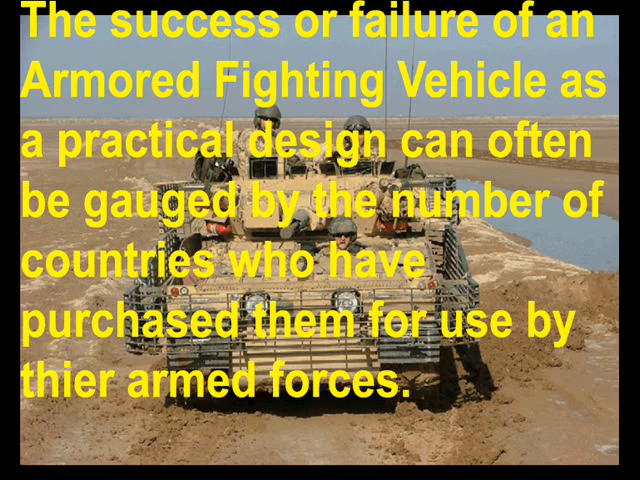 The success or failure of an
Armored Fighting Vehicle as
a practical design can often
be gauged by the number of
countries who have
purchased them for use by
thier armed forces.